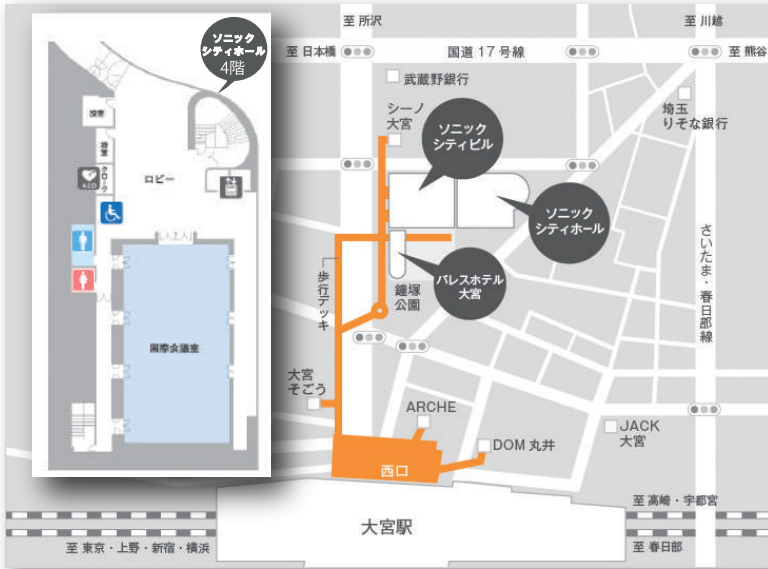 ソニック
シティホール
4階
控室
控室
クローク
AED
ロビー
国際会議室
至 所沢
至 川越
至 日本橋
国道 17 号線
至 熊谷
武蔵野銀行
シーノ
大宮
埼玉
りそな銀行
ソニック
シティビル
ソニック
シティホール
パレスホテル
大宮
鐘塚
公園
歩行デッキ
さいたま・春日部線
大宮
そごう
ARCHE
DOM 丸井
JACK
大宮
西口
大宮駅
至 高崎・宇都宮
至 東京・上野・新宿・横浜
至 春日部